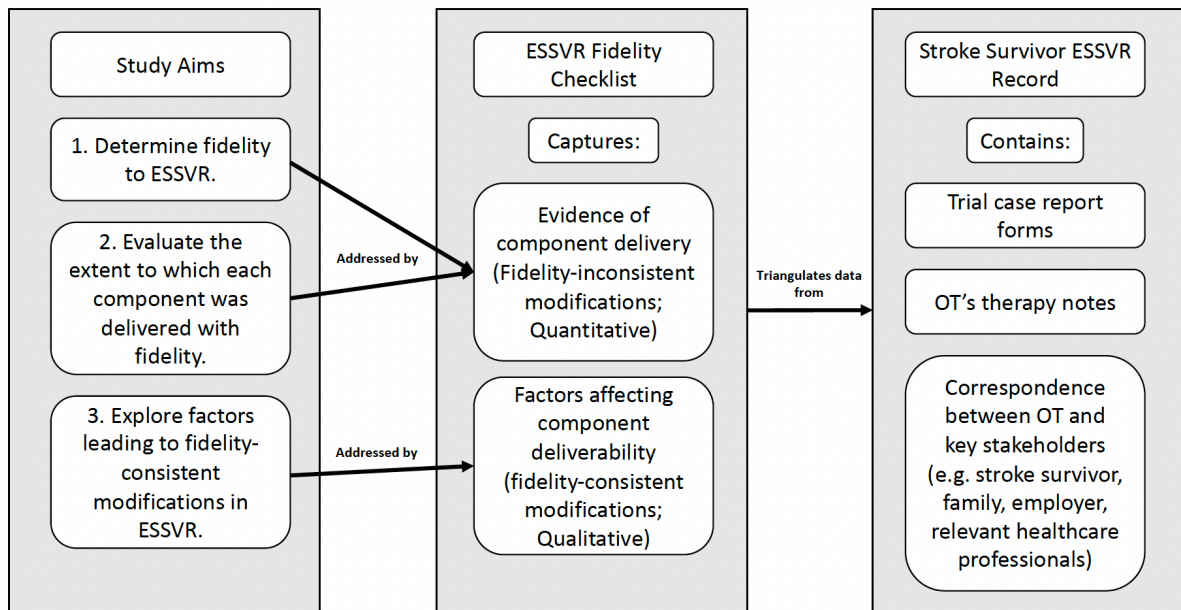 Study Aims
1. Determine fidelity
to ESSVR.
2. Evaluate the
extent to which each
component was
delivered with
fidelity.
3. Explore factors
leading to fidelity-
consistent
modifications in
ESSVR.
Addressed by
Addressed by
ESSVR Fidelity
Checklist
Captures:
Evidence of
component delivery
(Fidelity-inconsistent
modifications;
Quantitative)
Factors affecting
component
deliverability
(fidelity-consistent
modifications;
Qualitative)
Triangulates data
from
Stroke Survivor ESSVR
Record
Contains:
Trial case report
forms
OT's therapy notes
Correspondence
between OT and
key stakeholders
(e.g. stroke survivor,
family, employer,
relevant healthcare
professionals)